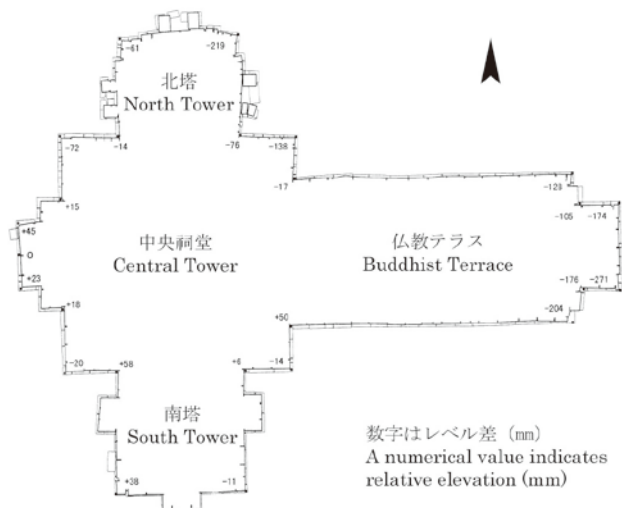 -61
-219
北塔
North Tower
-72
-14
-76
-138
-17
-123
-105
-174
+15
+45
0
+23
中央祠堂
Central Tower
仏教テラス
Buddhist Terrace
-176
-271
-204
+18
+50
-20
+58
+6
-14
南塔
South Tower
+38
-11
数字はレベル差 (mm)
A numerical value indicates
relative elevation (mm)